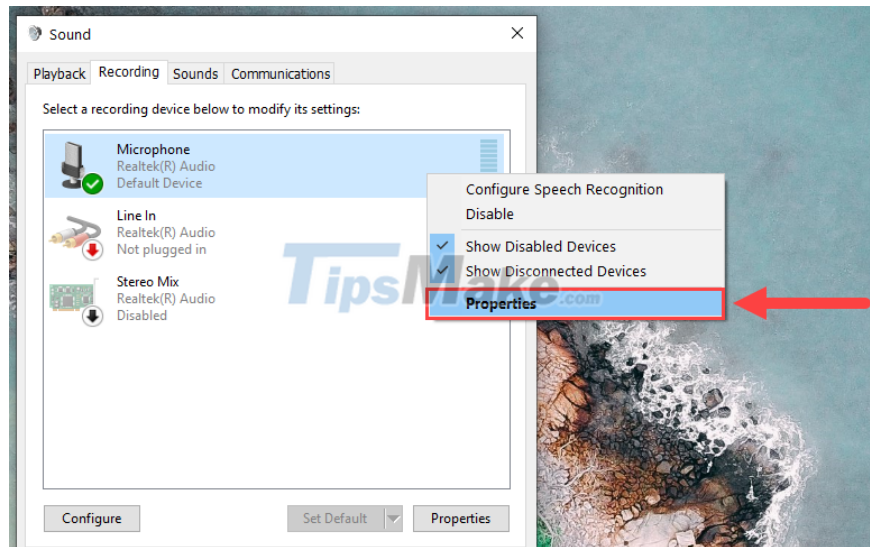 Sound
Playback Recording Sounds Communications
Select a recording device below to modify its settings:
Microphone
Realtek(R) Audio
Default Device
Line In
Realtek(R) Audio
Not plugged in
Stereo Mix
Realtek(R) Audio
Disabled
Configure Speech Recognition
Disable
Show Disabled Devices
Show Disconnected Devices
Properties
TipsMake.com
Configure Set Default Properties